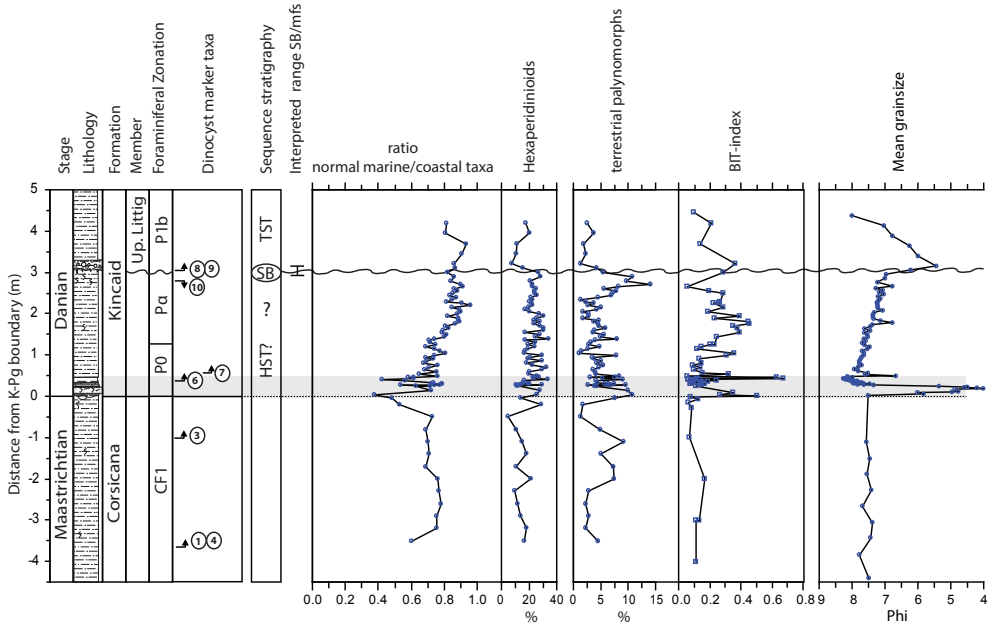 Stage
Lithology
Formation
Member
Foraminiferal Zonation
Dinocyst marker taxa
Sequence stratigraphy
Interpreted range SB/mfs
ratio
normal marine/coastal taxa
Hexaperidinioids
terrestrial palynomorphs
BIT-index
Mean grainsize
Distance from K-Pg boundary (m)
5
4
3
2
1
0
-1
-2
-3
-4
Danian
Maastrichtian
Kincaid
Corsicana
Up. Littig
P1b
Pα
P0
CF1
8 9
10
7
6
3
1 4
TST
SB
?
HST?
0.0 0.2 0.4 0.6 0.8 1.0
0 20 40
%
0 5 10 15
%
0.0 0.2 0.4 0.6 0.8
9 8 7 6 5 4
Phi